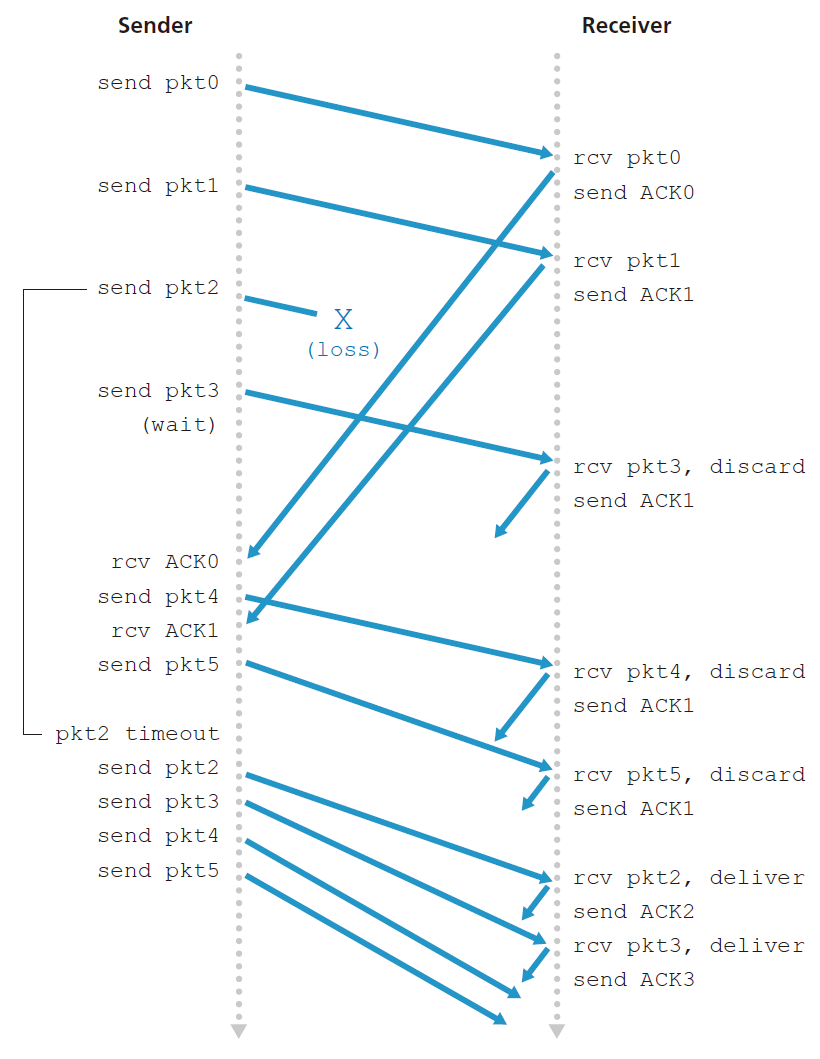 Sender
Receiver
send pkt0
rcv pkt0
send pkt1
send ACK0
rcv pkt1
send pkt2
send ACK1
X
(loss)
send pkt3
(wait)
rcv pkt3, discard
send ACK1
rcv ACK0
send pkt4
rcv ACK1
send pkt5
rcv pkt4, discard
send ACK1
pkt2 timeout
send pkt2
rcv pkt5, discard
send pkt3
send ACK1
send pkt4
send pkt5
rcv pkt2, deliver
send ACK2
rcv pkt3, deliver
send ACK3